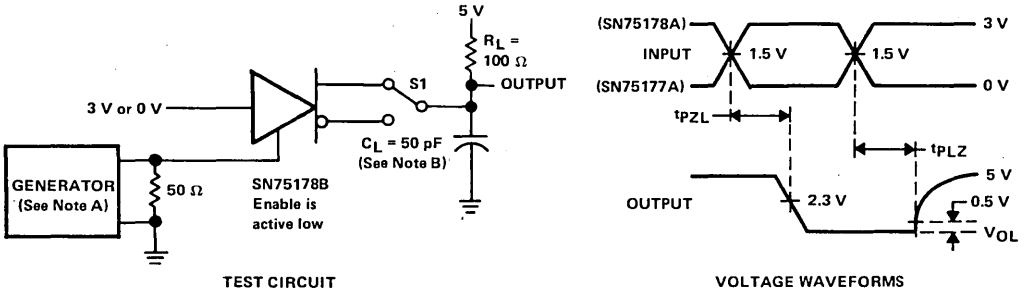 5 V
R_L =
100 Ω
OUTPUT
S1
3 V or 0 V
C_L = 50 pF
(See Note B)
GENERATOR
(See Note A)
50 Ω
SN75178B
Enable is
active low
TEST CIRCUIT
(SN75178A)
3 V
INPUT
1.5 V
1.5 V
(SN75177A)
0 V
tPZL
tPLZ
5 V
OUTPUT
2.3 V
0.5 V
V_OL
VOLTAGE WAVEFORMS